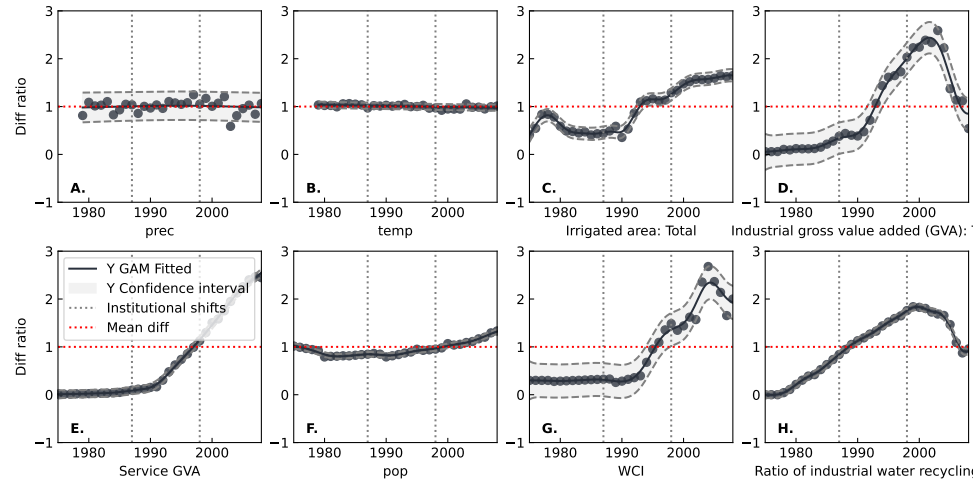 3
3
3
3
2
2
2
2
Diff ratio
1
1
1
1
0
0
0
0
A.
B.
C.
D.
−1
−1
−1
−1
1980 1990 2000
1980 1990 2000
1980 1990 2000
1980 1990 2000
prec
temp
Irrigated area: Total
Industrial gross value added (GVA): T
3
3
3
3
Y GAM Fitted
Y Confidence interval
Institutional shifts
Mean diff
2
2
2
2
Diff ratio
1
1
1
1
0
0
0
0
E.
F.
G.
H.
−1
−1
−1
−1
1980 1990 2000
1980 1990 2000
1980 1990 2000
1980 1990 2000
Service GVA
pop
WCI
Ratio of industrial water recycling